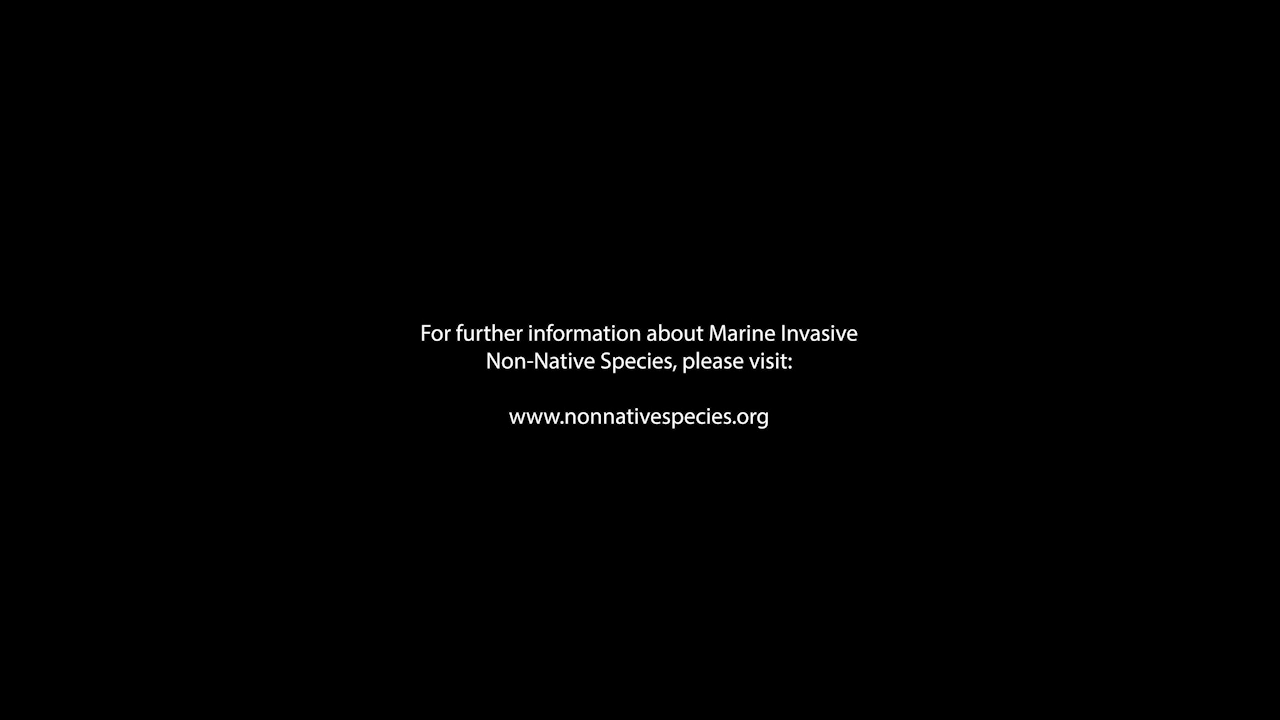 For further information about Marine Invasive
Non-Native Species, please visit:
www.nonnativespecies.org